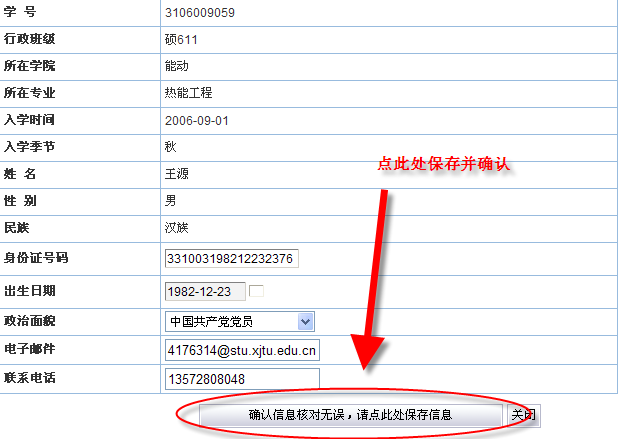 学 号 3106009059
行政班级 硕611
所在学院 能动
所在专业 热能工程
入学时间 2006-09-01
入学季节 秋
点此处保存并确认
姓 名 王源
性 别 男
民族 汉族
身份证号码 331003198212232376
出生日期 1982-12-23
政治面貌 中国共产党党员
电子邮件 4176314@stu.xjtu.edu.cn
联系电话 13572808048
确认信息核对无误，请点此处保存信息 关闭